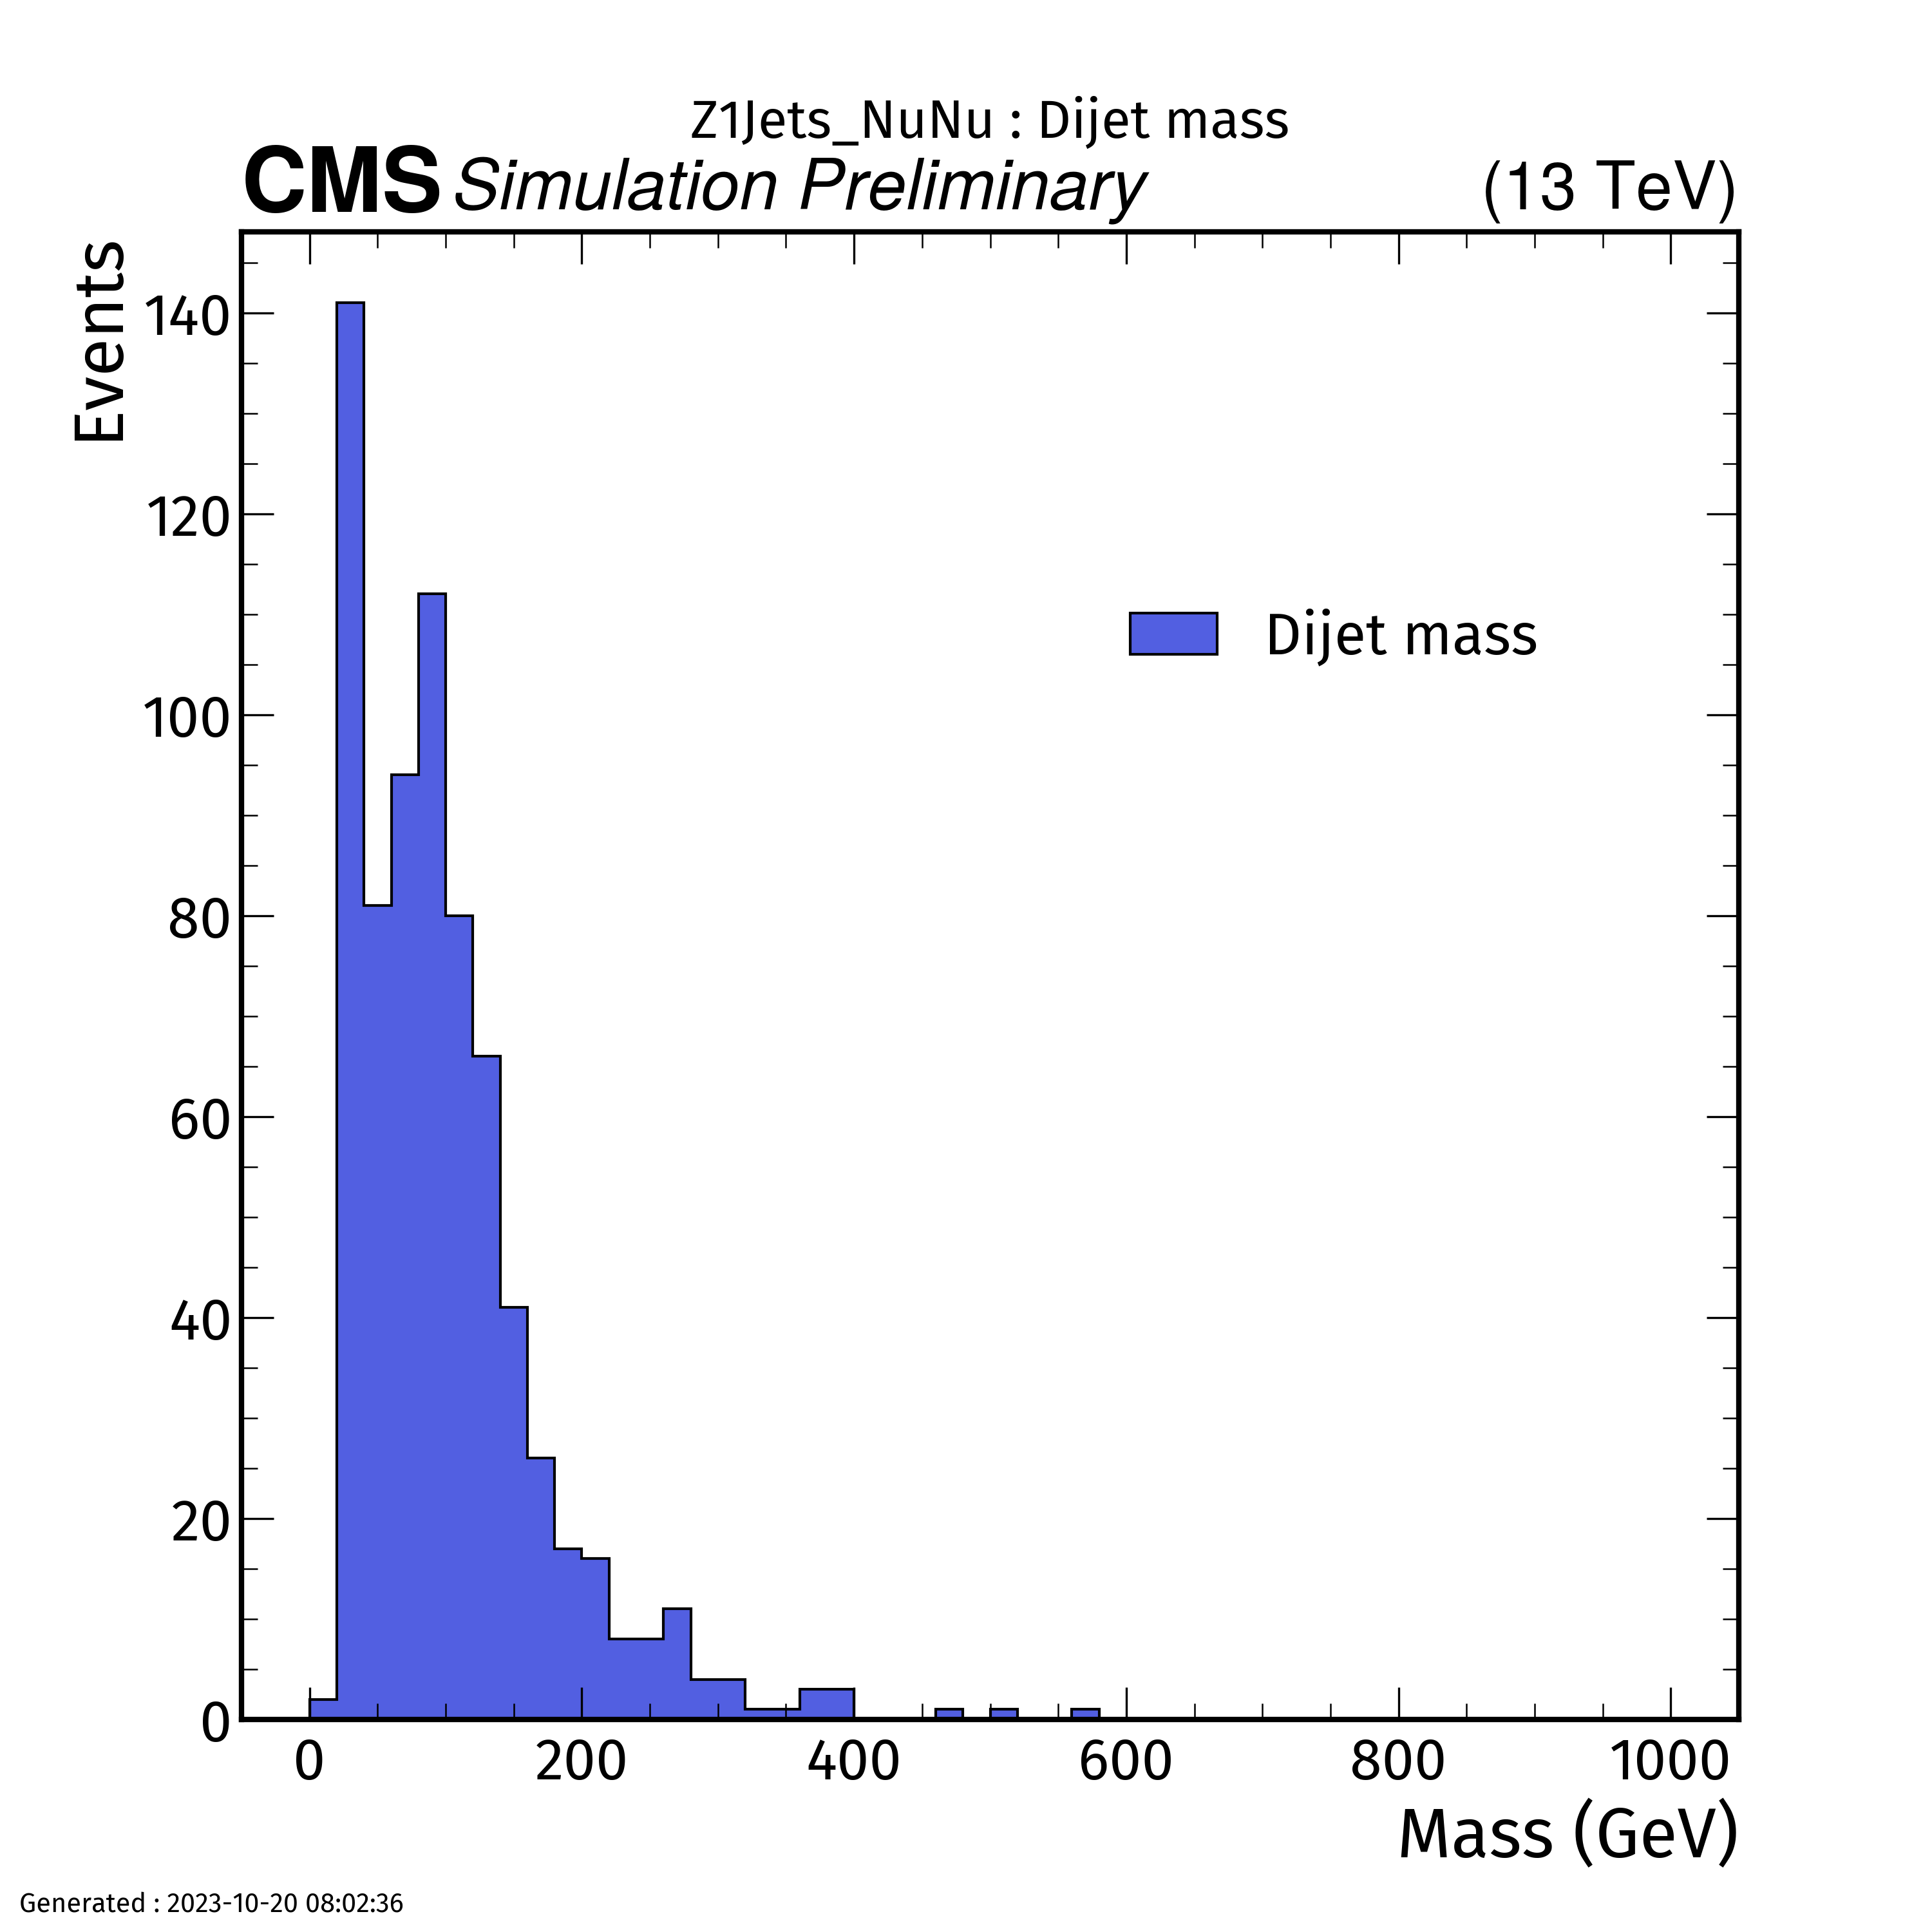 Z1Jets_NuNu : Dijet mass
CMS Simulation Preliminary (13 TeV)
Events
140
120
100
80
60
40
20
0
Dijet mass
0 200 400 600 800 1000
Mass (GeV)
Generated : 2023-10-20 08:02:36